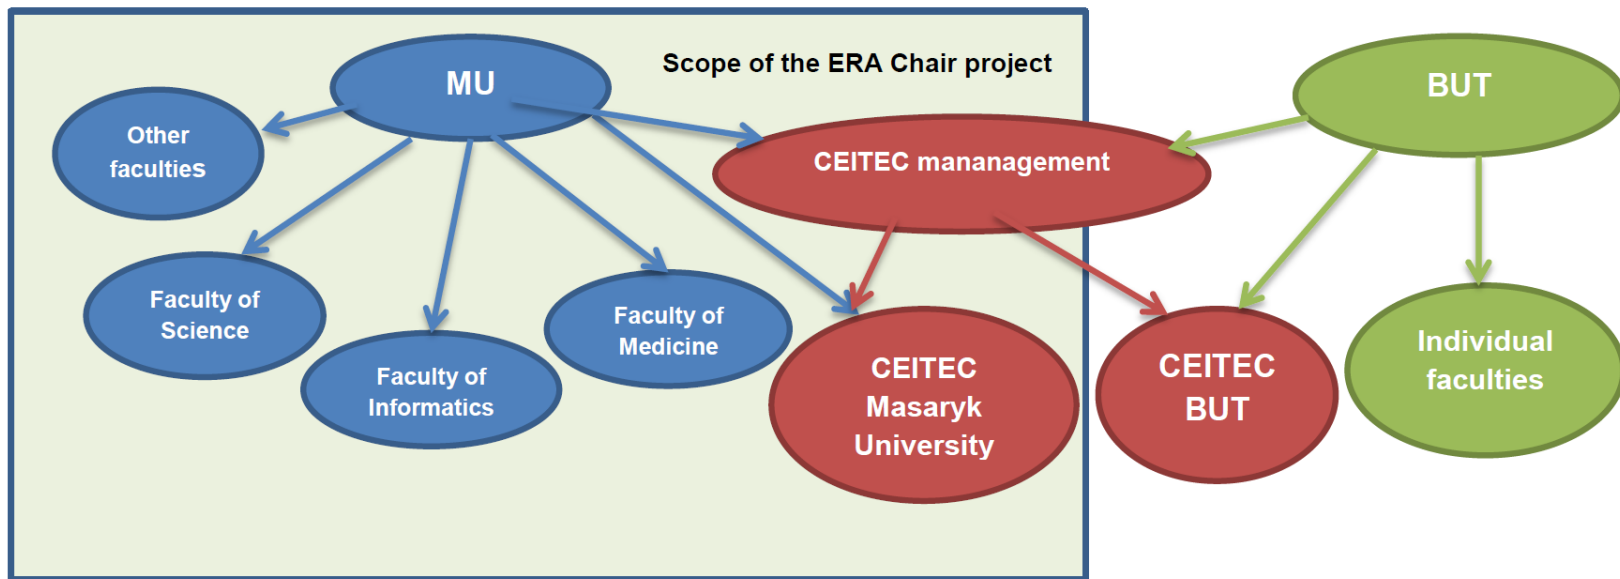 Scope of the ERA Chair project
MU
BUT
Other
faculties
CEITEC mananagement
Faculty of
Science
Faculty of
Informatics
Faculty of
Medicine
CEITEC
Masaryk
University
CEITEC
BUT
Individual
faculties